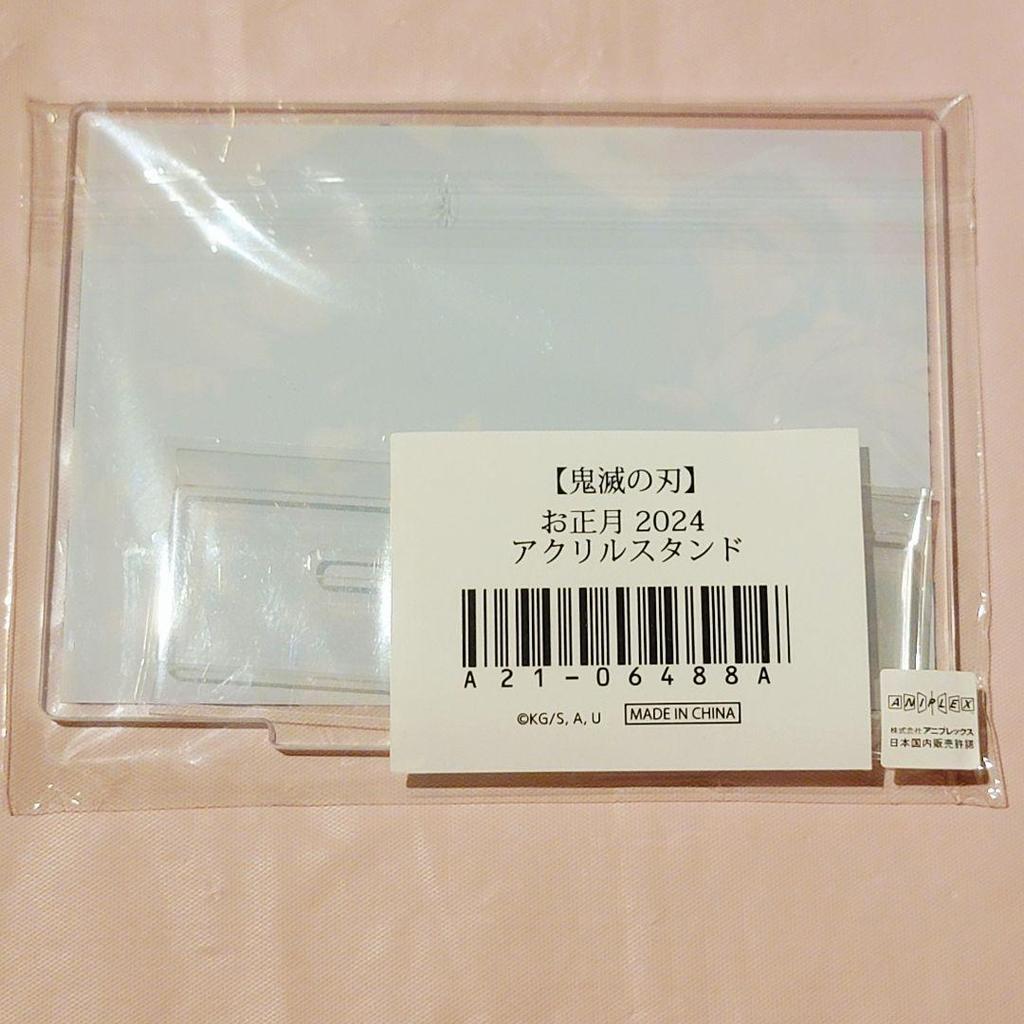 【鬼滅の刃】
お正月 2024
アクリルスタンド
A21-06488A
©KG/S, A, U
MADE IN CHINA
ANIPLEX
株式会社アニプレックス
日本国内販売許諾